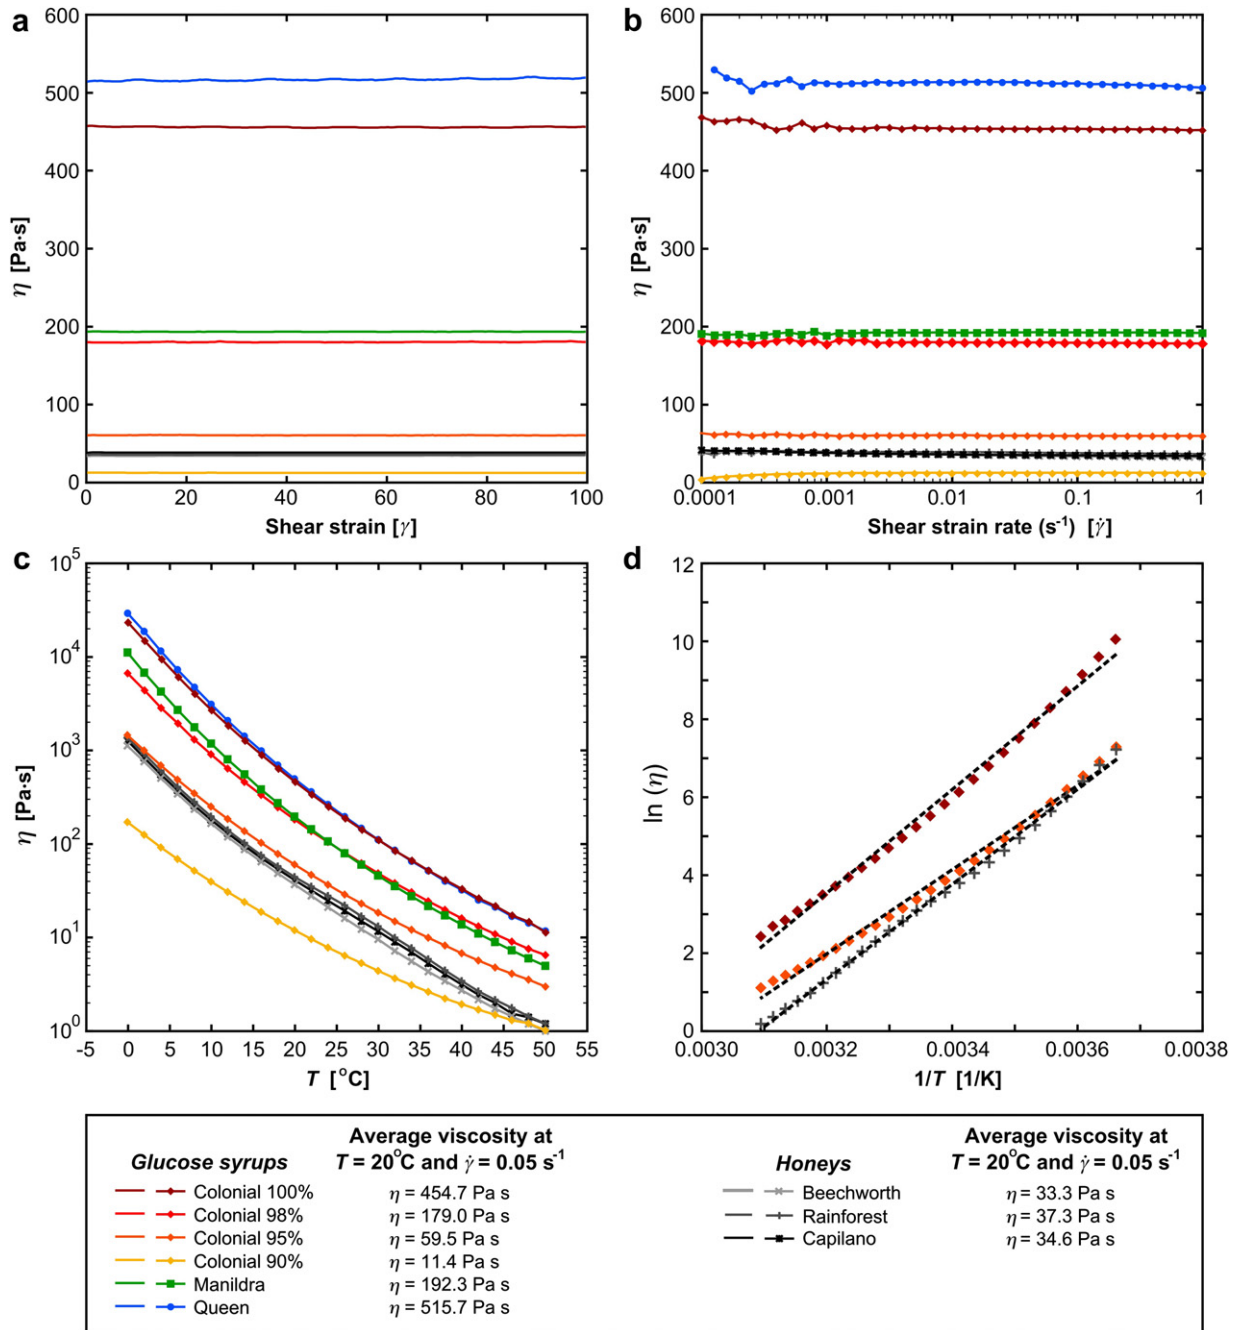 a
600
500
400
300
200
100
0
η [Pa·s]
0 20 40 60 80 100
Shear strain [γ]
b
600
500
400
300
200
100
0
η [Pa·s]
0.0001 0.001 0.01 0.1 1
Shear strain rate (s-1) [γ̇]
c
10^5
10^4
10^3
10^2
10^1
10^0
η [Pa·s]
-5 0 5 10 15 20 25 30 35 40 45 50 55
T [°C]
d
12
10
8
6
4
2
0
ln (η)
0.0030 0.0032 0.0034 0.0036 0.0038
1/T [1/K]
Glucose syrups
Average viscosity at
T = 20°C and γ̇ = 0.05 s-1
Colonial 100% η = 454.7 Pa s
Colonial 98% η = 179.0 Pa s
Colonial 95% η = 59.5 Pa s
Colonial 90% η = 11.4 Pa s
Manildra η = 192.3 Pa s
Queen η = 515.7 Pa s
Honeys
Average viscosity at
T = 20°C and γ̇ = 0.05 s-1
Beechworth η = 33.3 Pa s
Rainforest η = 37.3 Pa s
Capilano η = 34.6 Pa s